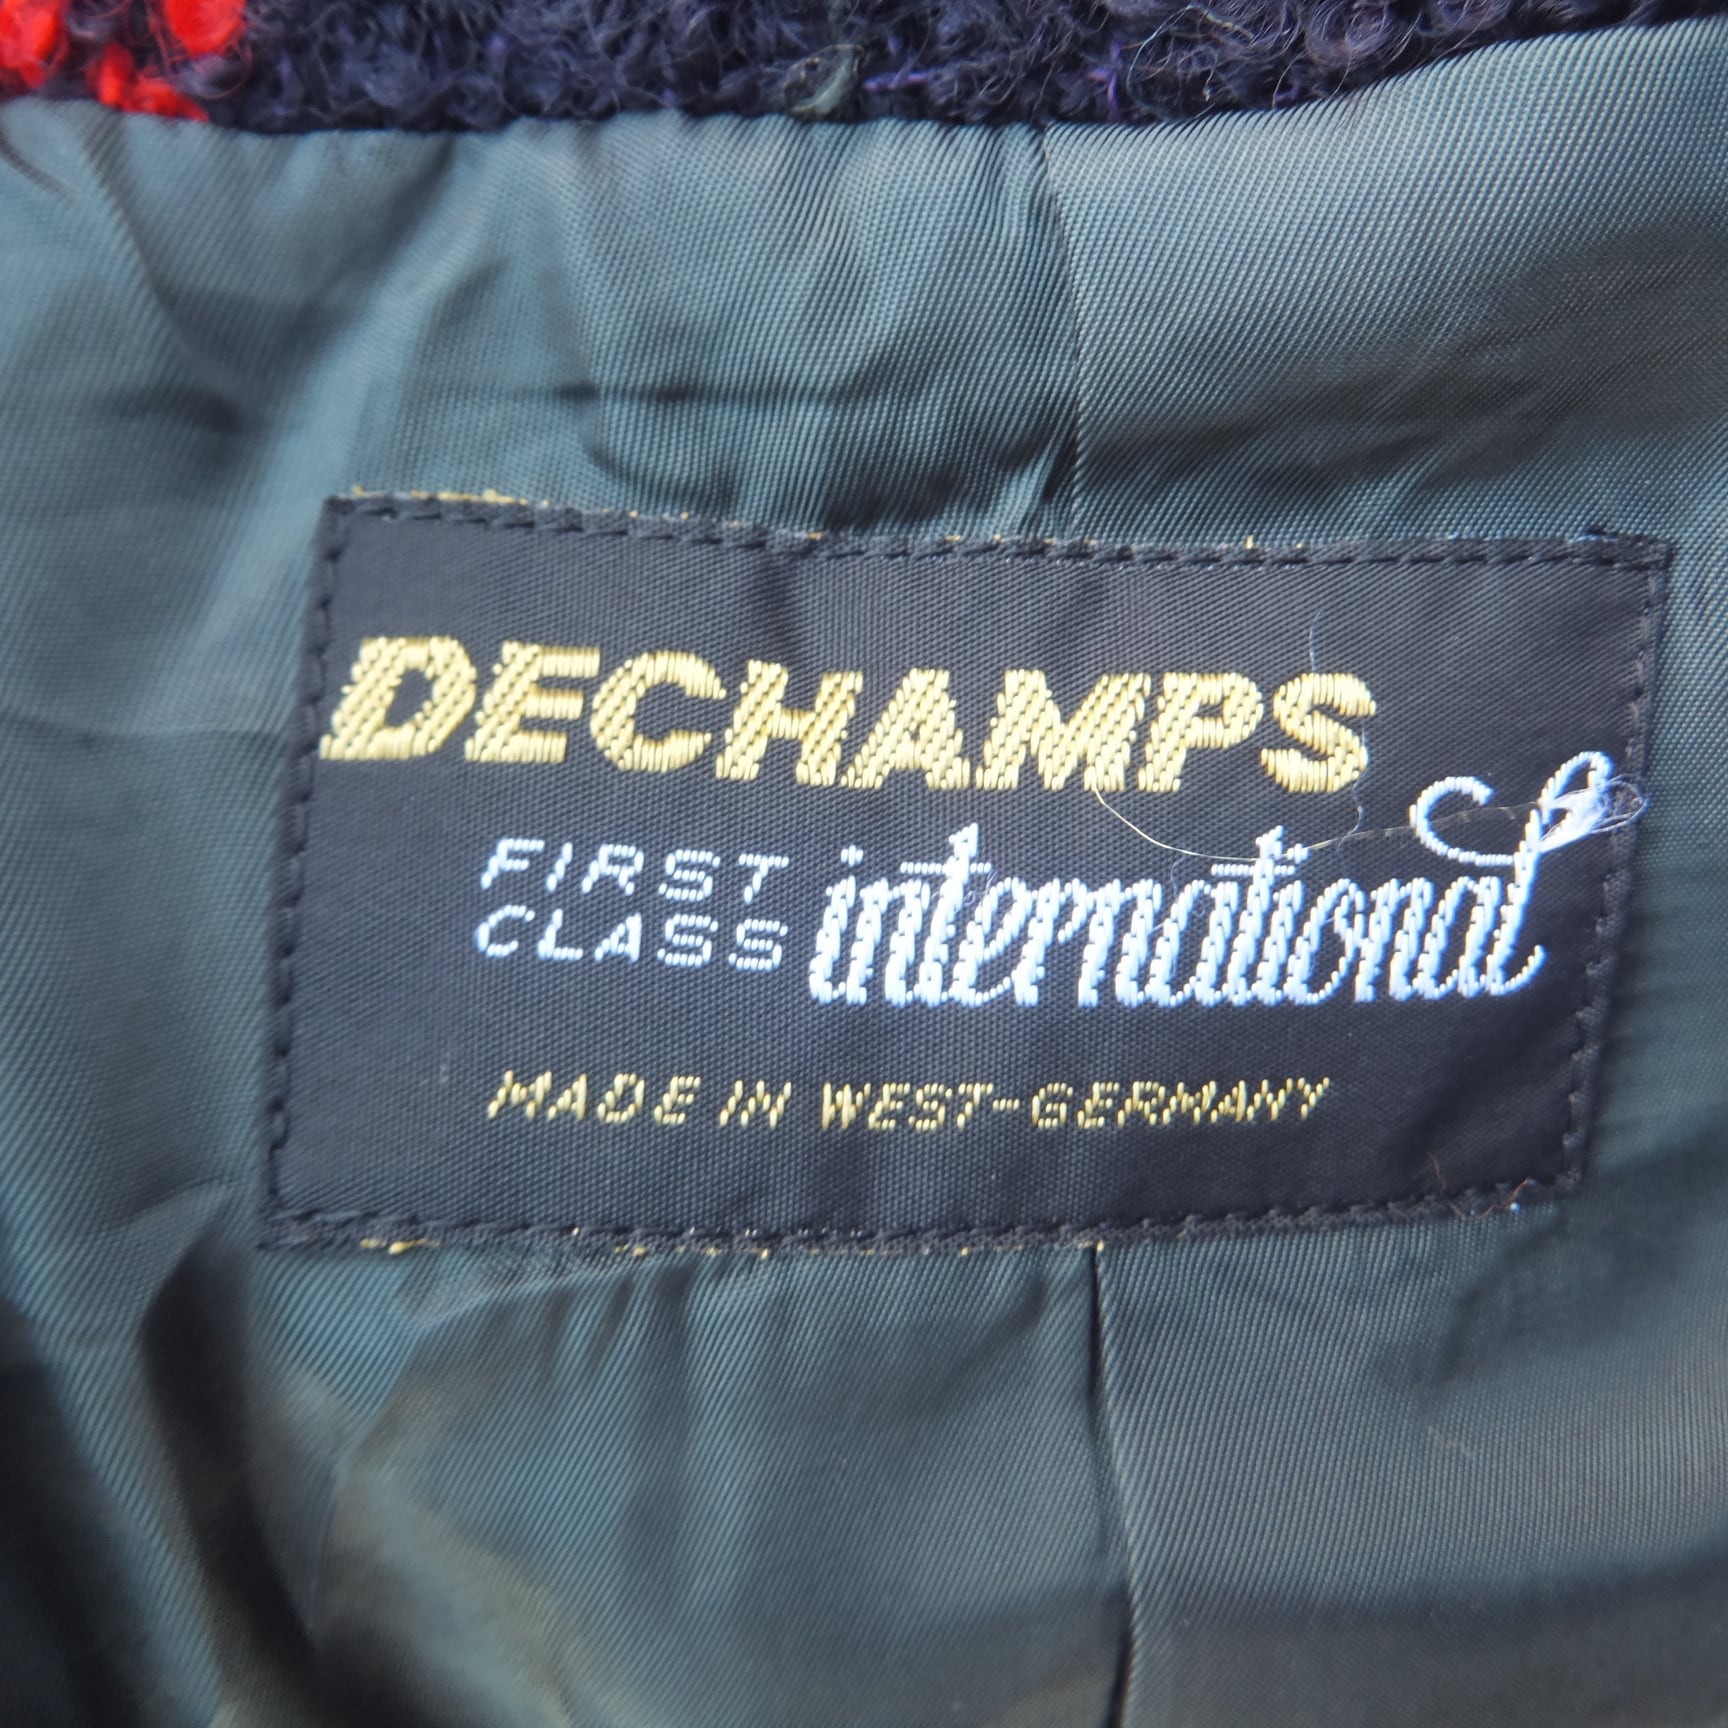 DECHAMPS
FIRST
CLASS
international
MADE IN WEST-GERMANY